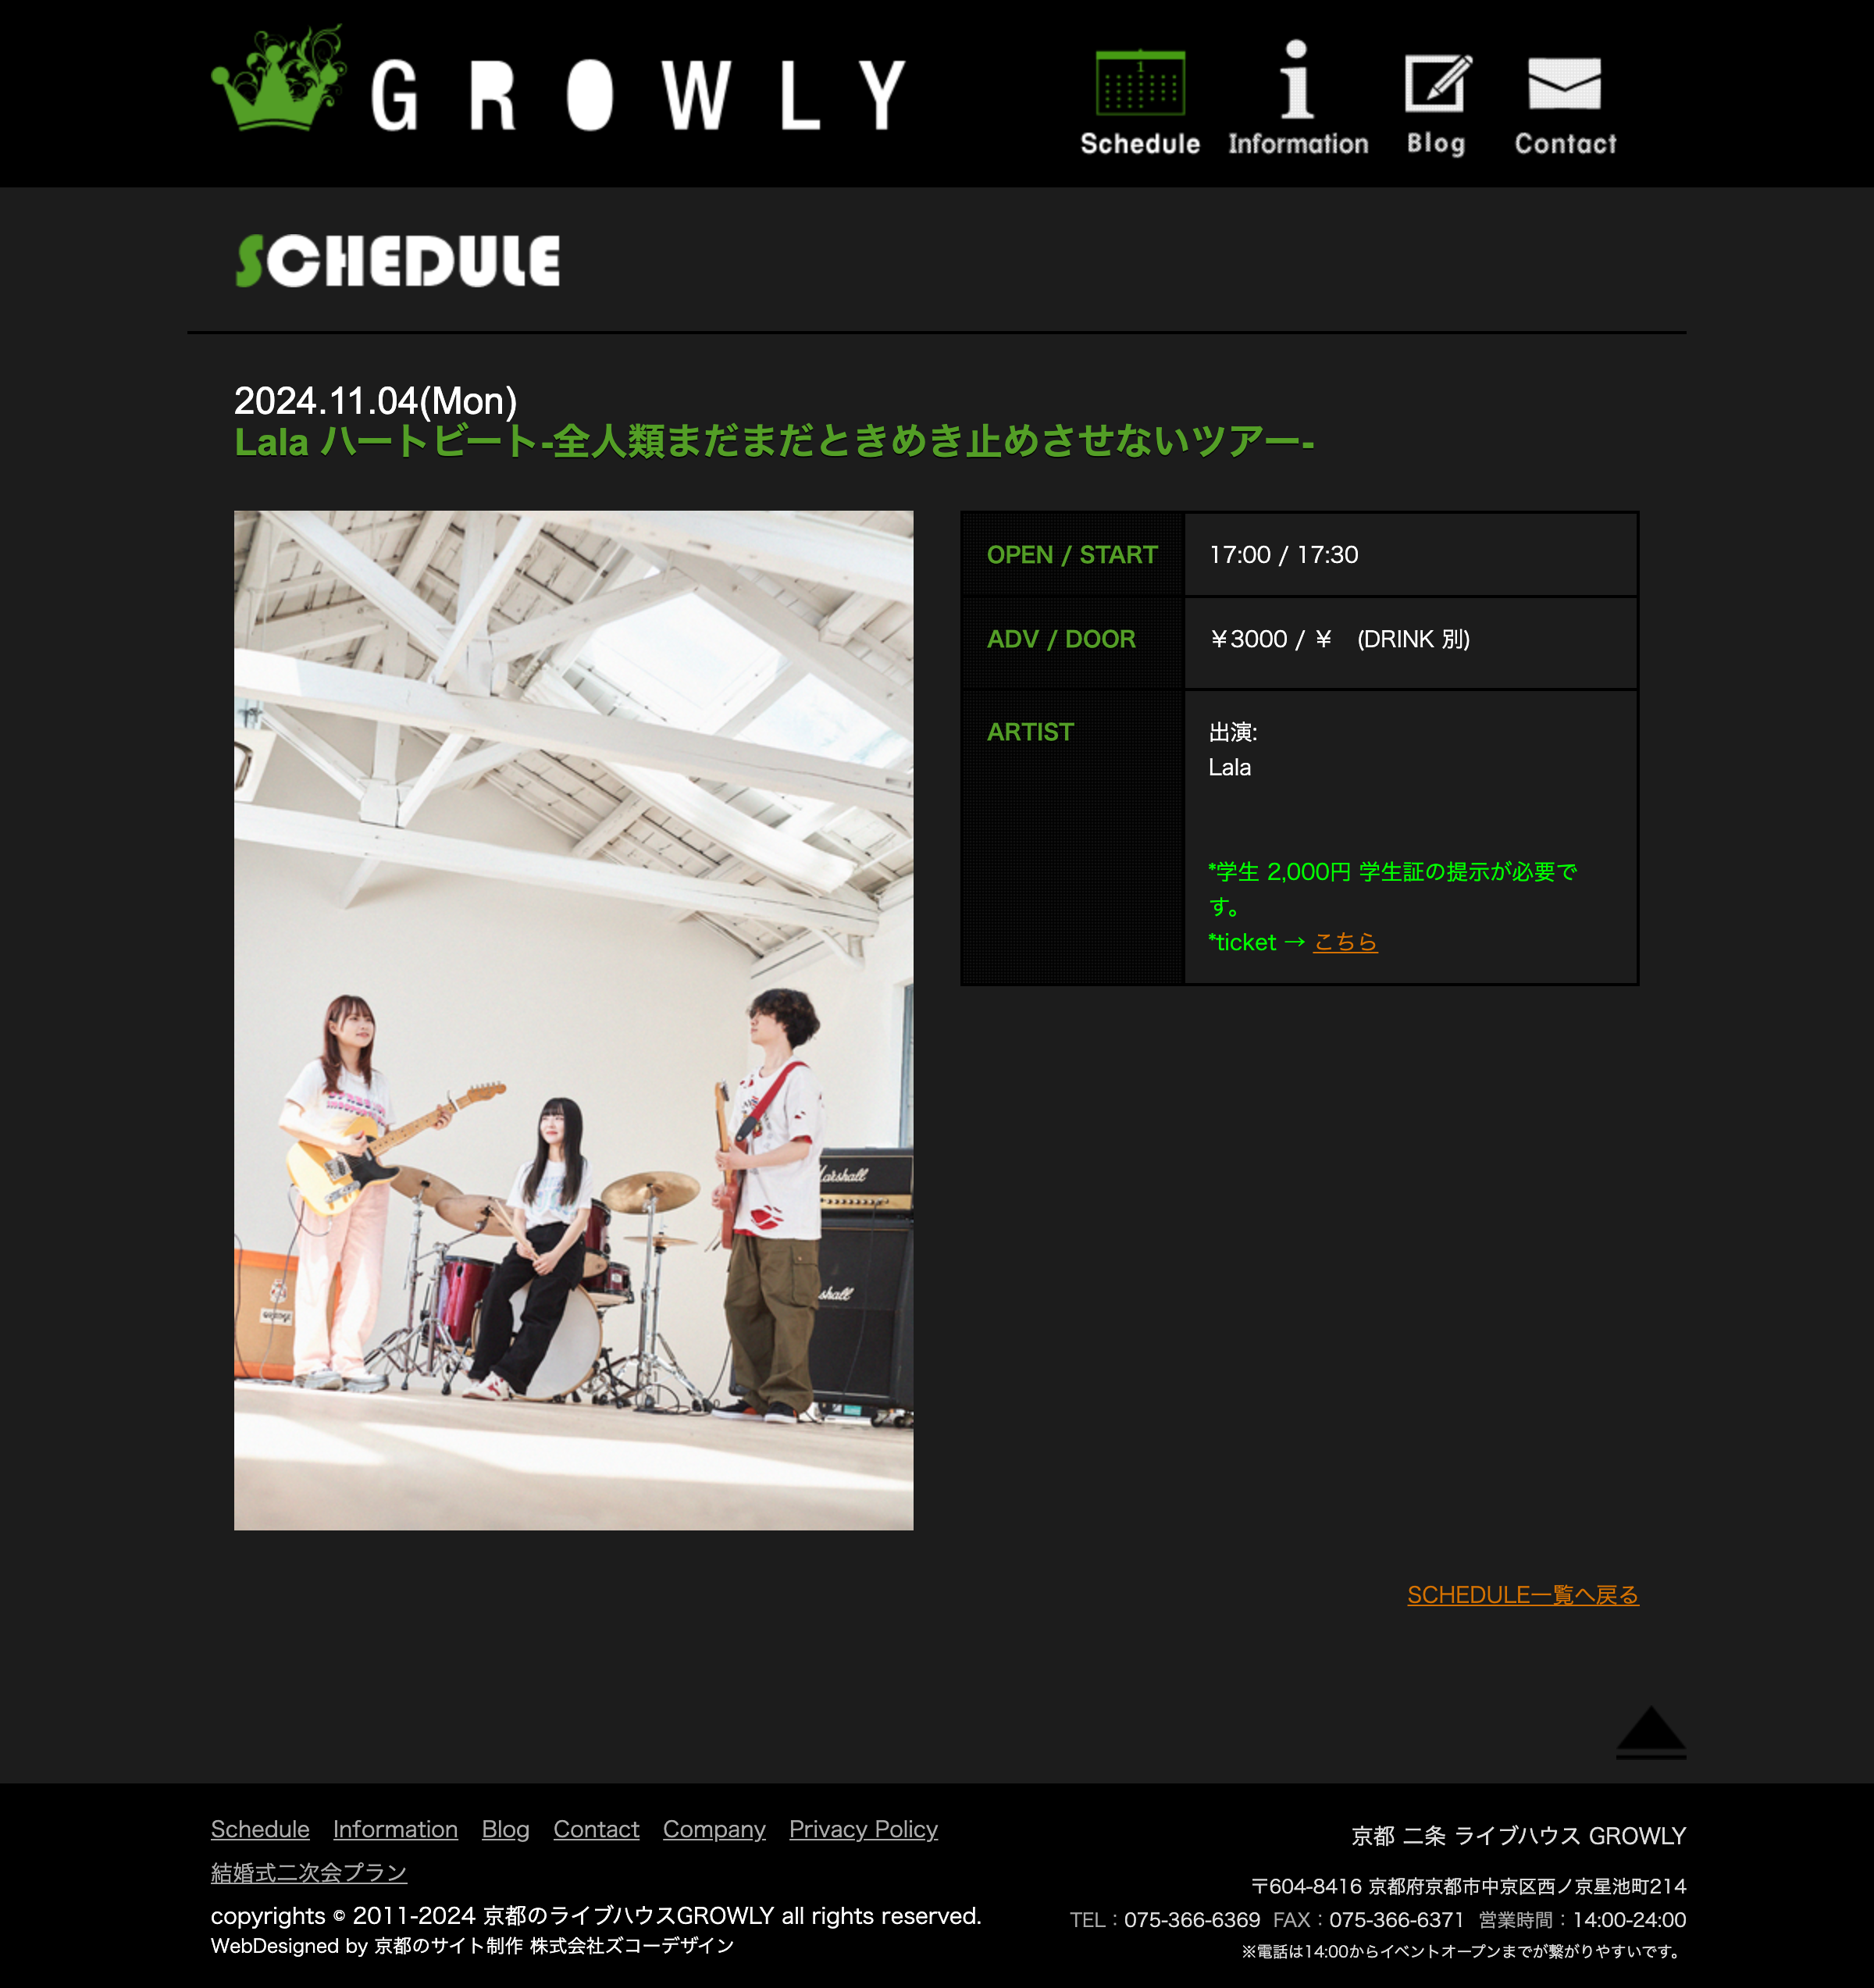 GROWLY
Schedule
Information
Blog
Contact
SCHEDULE
2024.11.04(Mon)
Lala ハートビート-全人類まだまだときめき止めさせないツアー-
OPEN / START
17:00 / 17:30
ADV / DOOR
￥3000 / ￥　(DRINK 別)
ARTIST
出演:
Lala
*学生 2,000円 学生証の提示が必要で
す。
*ticket → こちら
Marshall
SCHEDULE一覧へ戻る
Schedule Information Blog Contact Company Privacy Policy
結婚式二次会プラン
copyrights © 2011-2024 京都のライブハウスGROWLY all rights reserved.
WebDesigned by 京都のサイト制作 株式会社ズコーデザイン
京都 二条 ライブハウス GROWLY
〒604-8416 京都府京都市中京区西ノ京星池町214
TEL：075-366-6369 FAX：075-366-6371 営業時間：14:00-24:00
※電話は14:00からイベントオープンまでが繋がりやすいです。